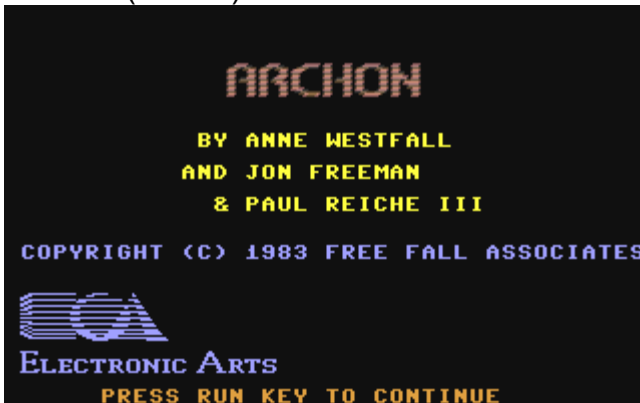 ARCHON
BY ANNE WESTFALL
AND JON FREEMAN
& PAUL REICHE III
COPYRIGHT (C) 1983 FREE FALL ASSOCIATES
ELECTRONIC ARTS
PRESS RUN KEY TO CONTINUE